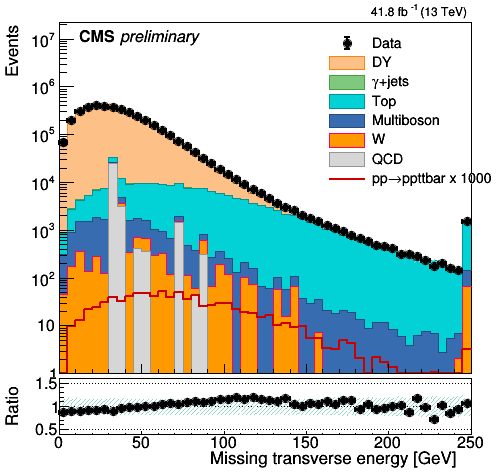 41.8 fb⁻¹ (13 TeV)
CMS preliminary
Events
10⁷
10⁶
10⁵
10⁴
10³
10²
10
1
Data
DY
γ+jets
Top
Multiboson
W
QCD
pp→ppttbar x 1000
Ratio
1.5
1
0.5
0 50 100 150 200 250
Missing transverse energy [GeV]